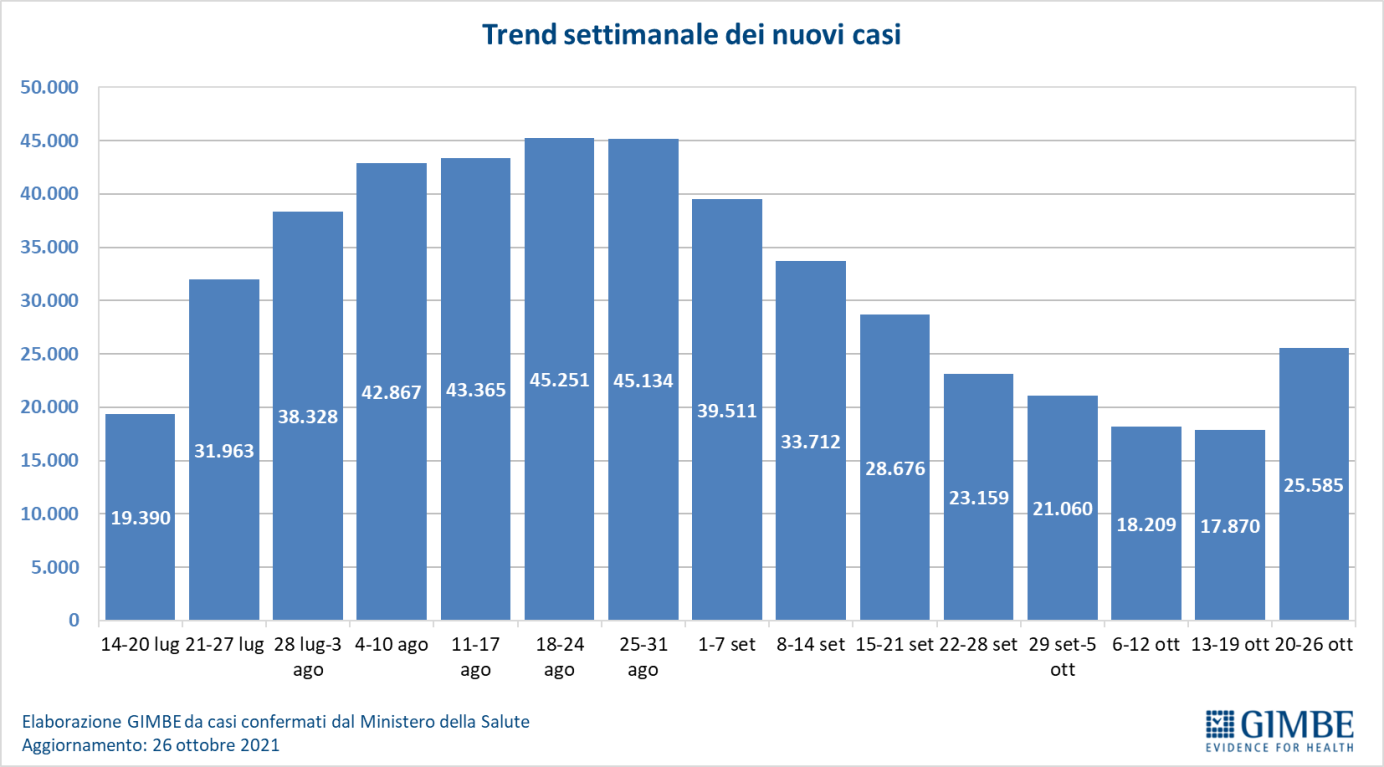 Trend settimanale dei nuovi casi
50.000
45.000
40.000
35.000
30.000
25.000
20.000
15.000
10.000
5.000
0
19.390
31.963
38.328
42.867
43.365
45.251
45.134
39.511
33.712
28.676
23.159
21.060
18.209
17.870
25.585
14-20 lug
21-27 lug
28 lug-3
ago
4-10 ago
11-17
ago
18-24
ago
25-31
ago
1-7 set
8-14 set
15-21 set
22-28 set
29 set-5
ott
6-12 ott
13-19 ott
20-26 ott
Elaborazione GIMBE da casi confermati dal Ministero della Salute
Aggiornamento: 26 ottobre 2021
GIMBE
EVIDENCE FOR HEALTH